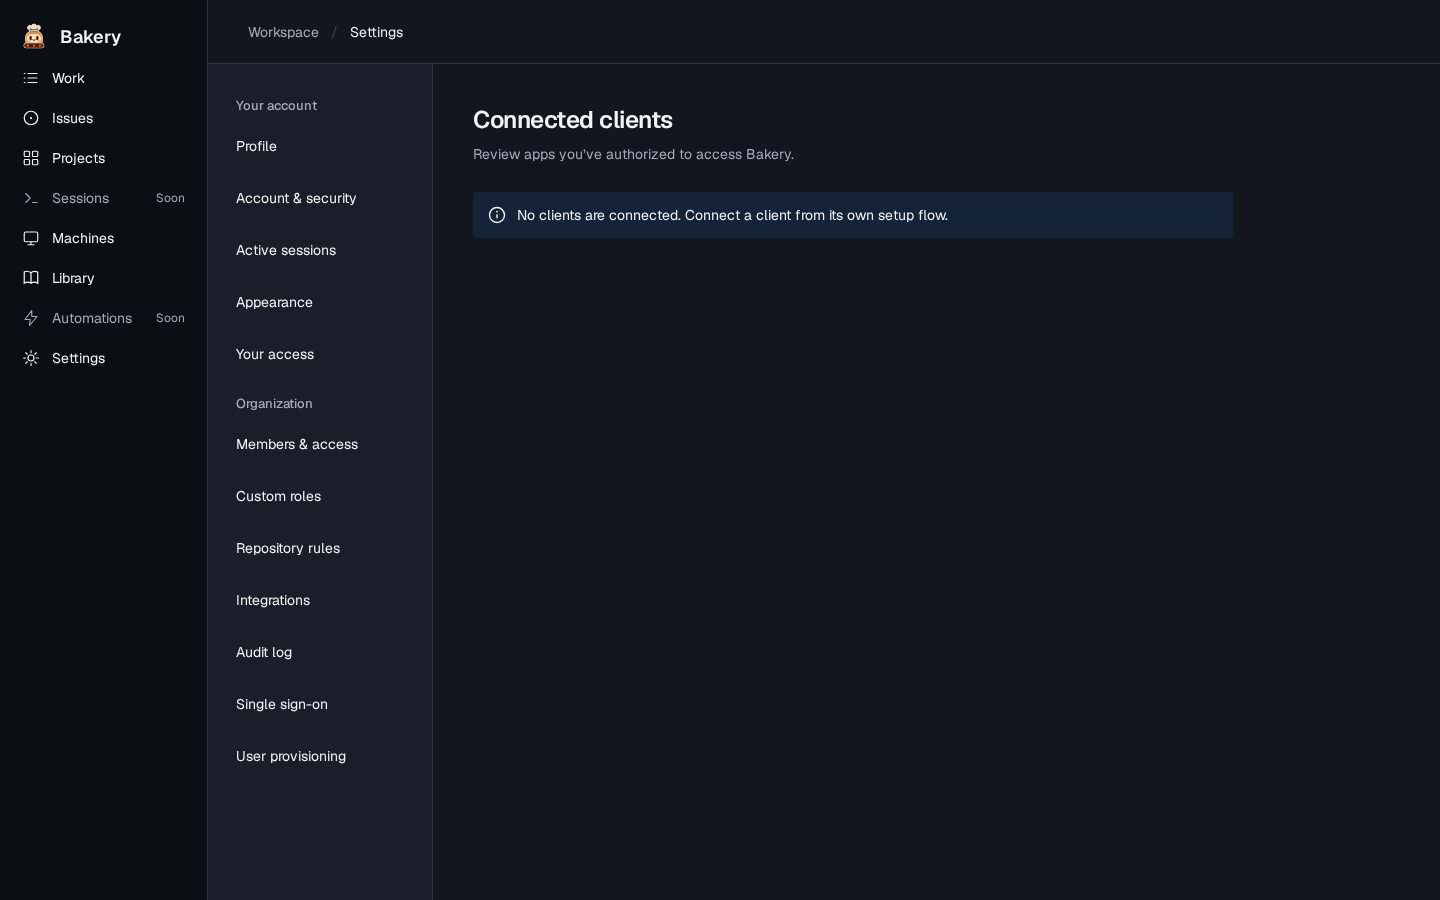 Bakery
Work
Issues
Projects
Sessions Soon
Machines
Library
Automations Soon
Settings
Workspace / Settings
Your account
Profile
Account & security
Active sessions
Appearance
Your access
Organization
Members & access
Custom roles
Repository rules
Integrations
Audit log
Single sign-on
User provisioning
Connected clients
Review apps you've authorized to access Bakery.
No clients are connected. Connect a client from its own setup flow.